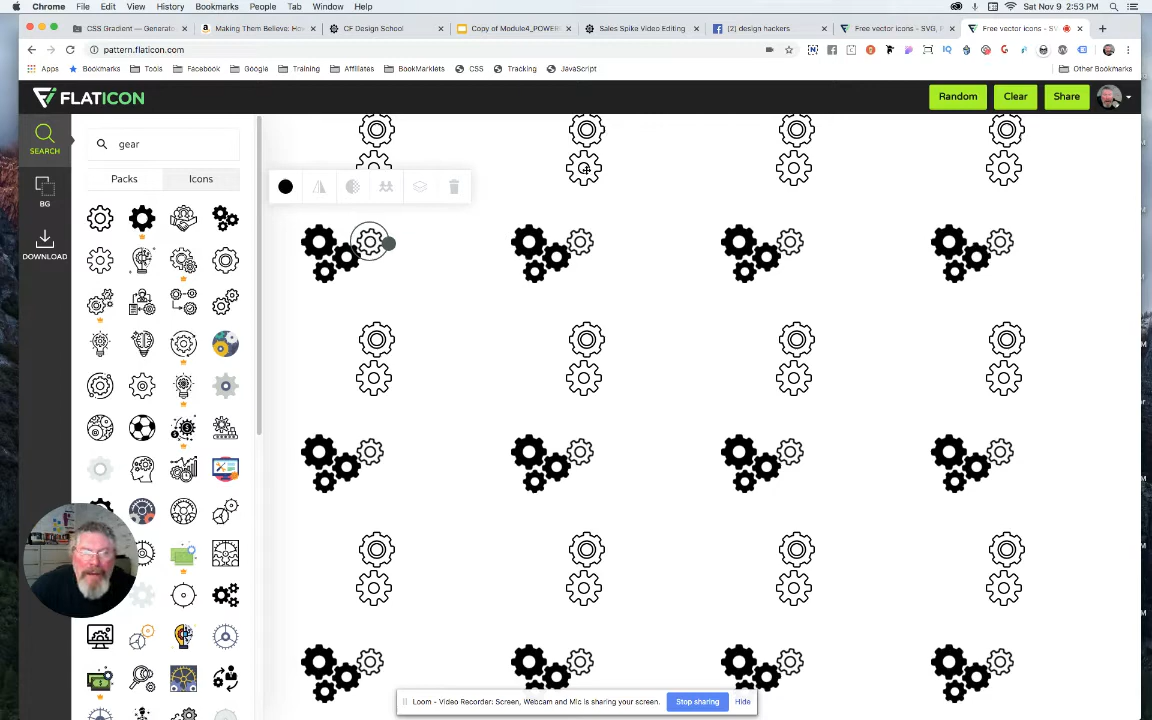 Chrome File Edit View History Bookmarks People Tab Window Help Sat Nov 9 2:53 PM
CSS Gradient — Generator Making Them Believe: How CF Design School Copy of Module4_POWERP Sales Spike Video Editing [2] design hackers Free vector icons - SVG, P Free vector icons - SV
pattern.flaticon.com
Apps Bookmarks Tools Facebook Google Training Affiliates BookMarklets CSS Tracking JavaScript Other Bookmarks
FLATICON Random Clear Share
SEARCH
gear
Packs Icons
BG
DOWNLOAD
Loom - Video Recorder: Screen, Webcam and Mic is sharing your screen. Stop sharing Hide